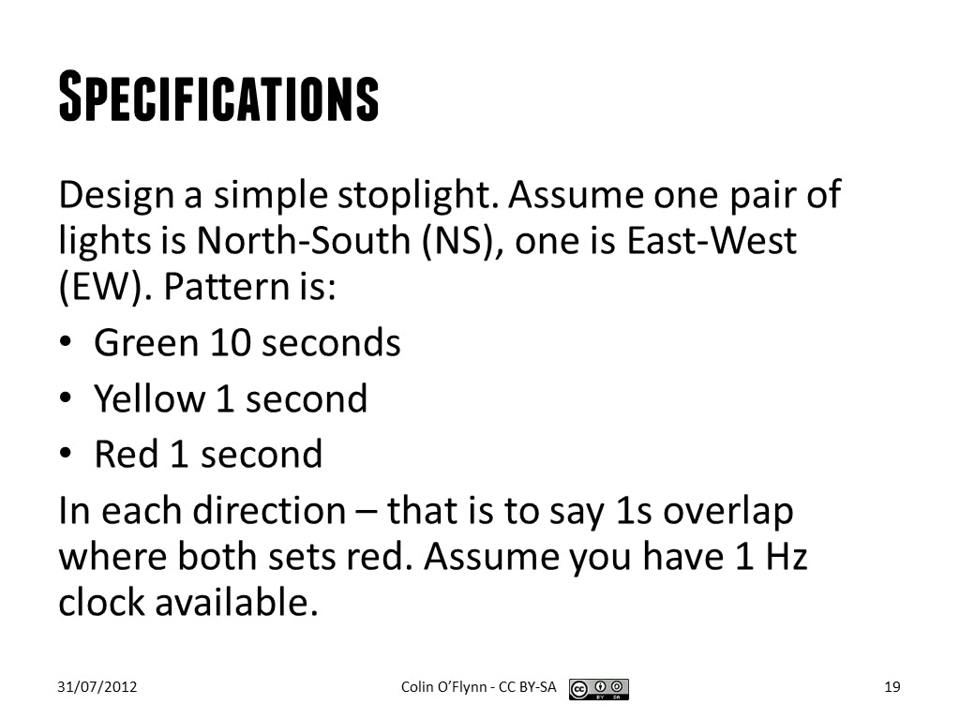 Specifications
Design a simple stoplight. Assume one pair of
lights is North-South (NS), one is East-West
(EW). Pattern is:
• Green 10 seconds
• Yellow 1 second
• Red 1 second
In each direction – that is to say 1s overlap
where both sets red. Assume you have 1 Hz
clock available.
31/07/2012
Colin O’Flynn - CC BY-SA
cc
BY SA
19